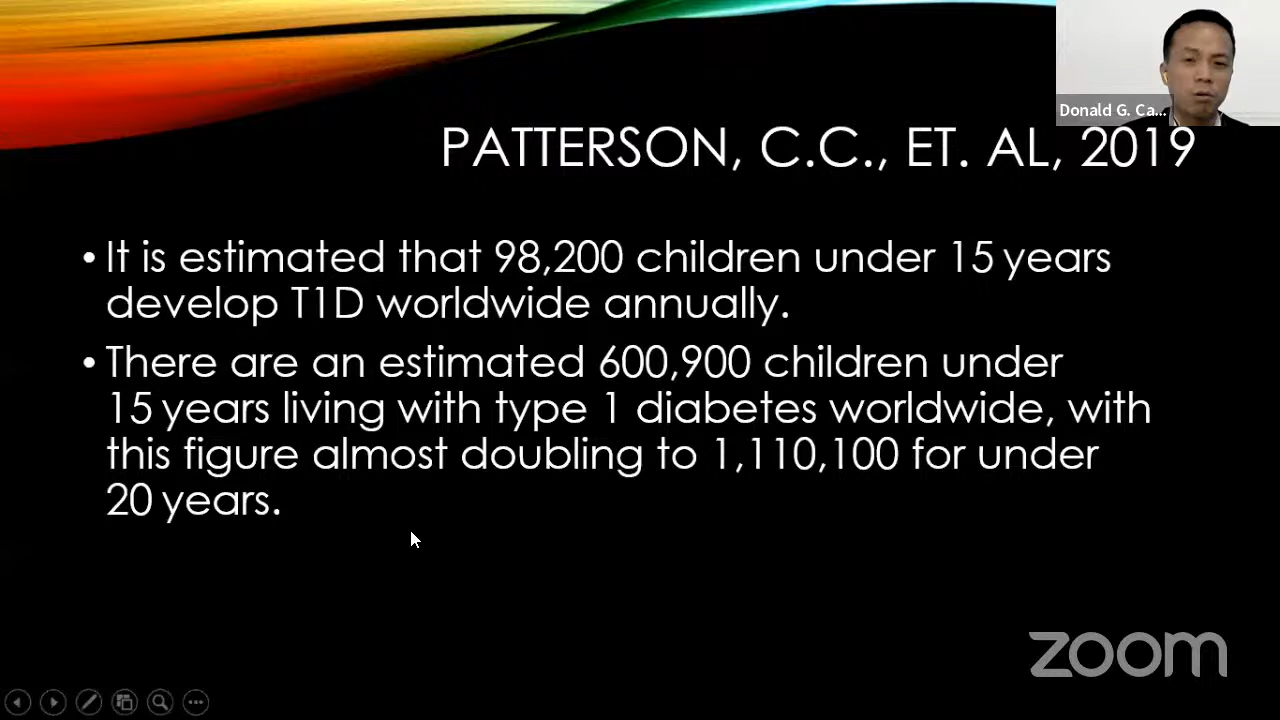 Donald G. Ca...
PATTERSON, C.C., ET. AL, 2019
• It is estimated that 98,200 children under 15 years
develop T1D worldwide annually.
• There are an estimated 600,900 children under
15 years living with type 1 diabetes worldwide, with
this figure almost doubling to 1,110,100 for under
20 years.
zoom